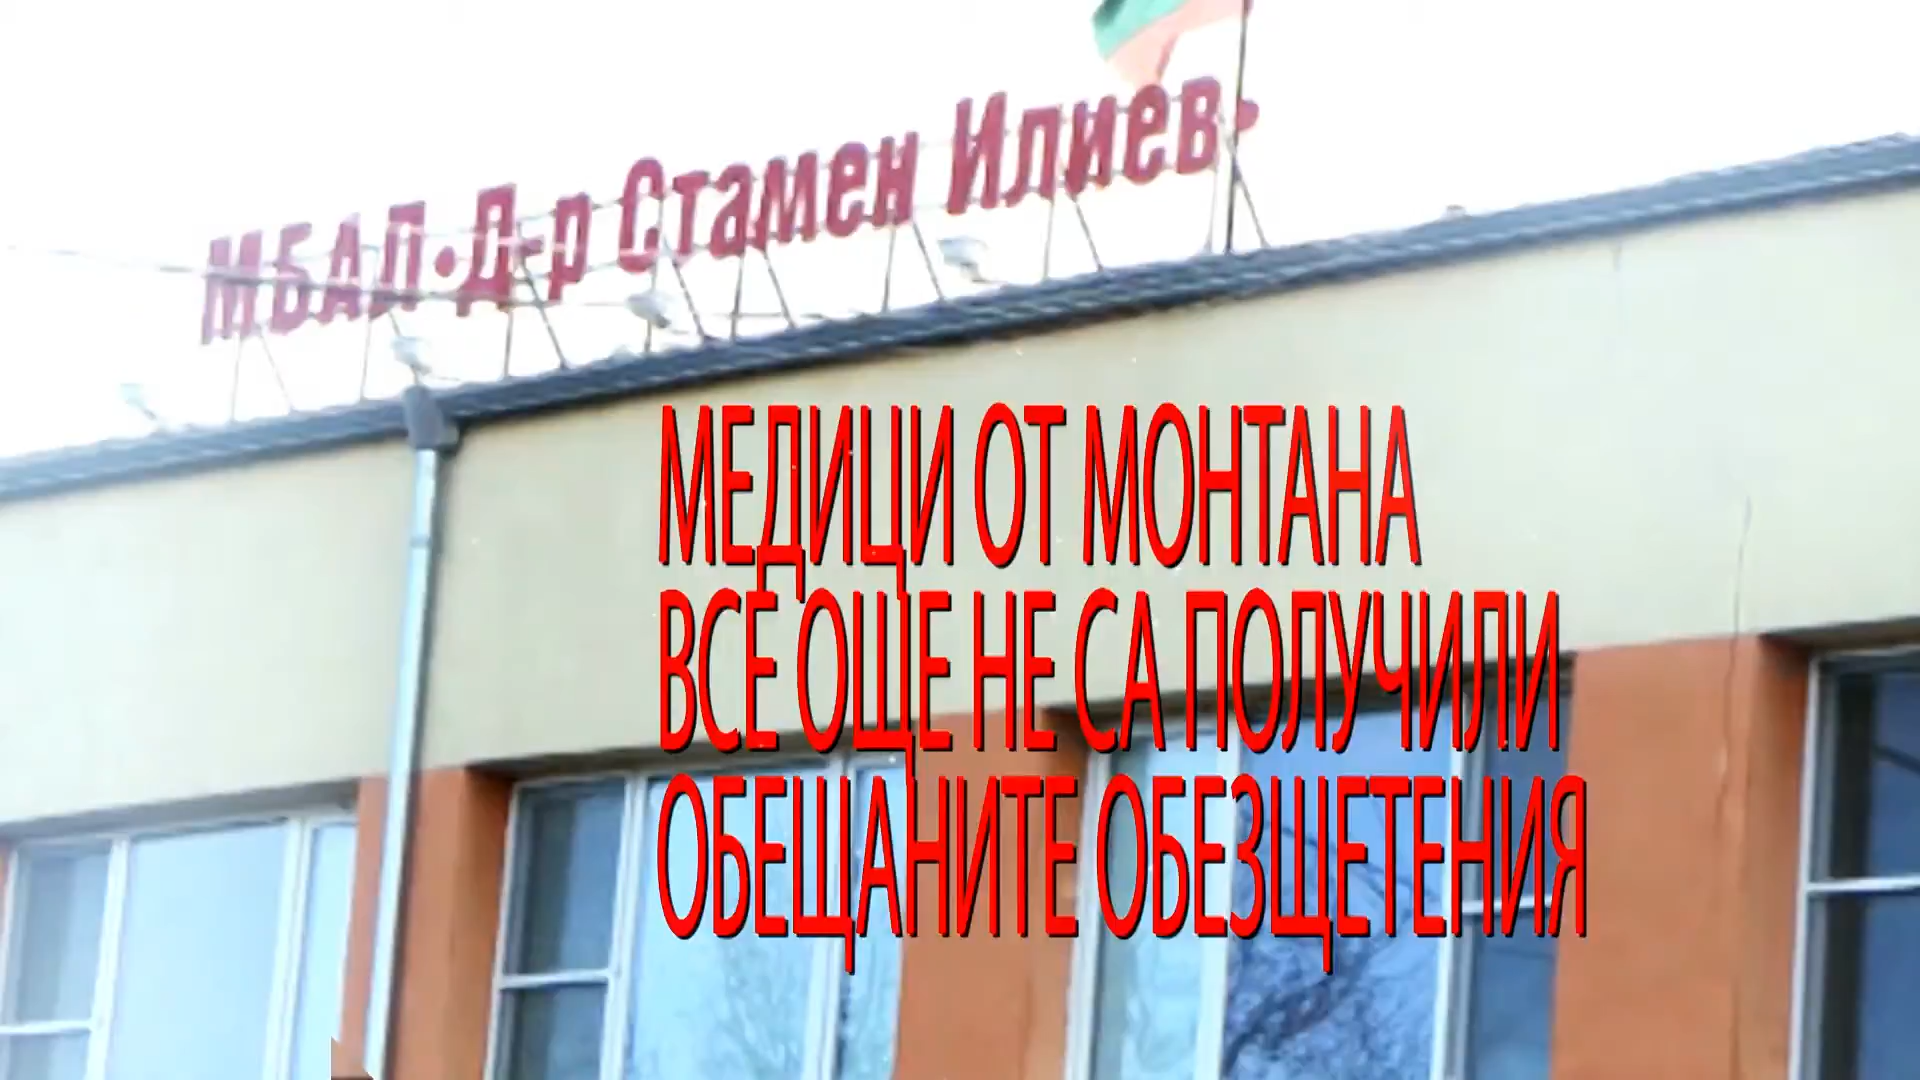 МБАЛ•Д-р Стамен Илиев•
МЕДИЦИ ОТ МОНТАНА
ВСЕ ОЩЕ НЕ СА ПОЛУЧИЛИ
ОБЕЩАНИТЕ ОБЕЗЩЕТЕНИЯ